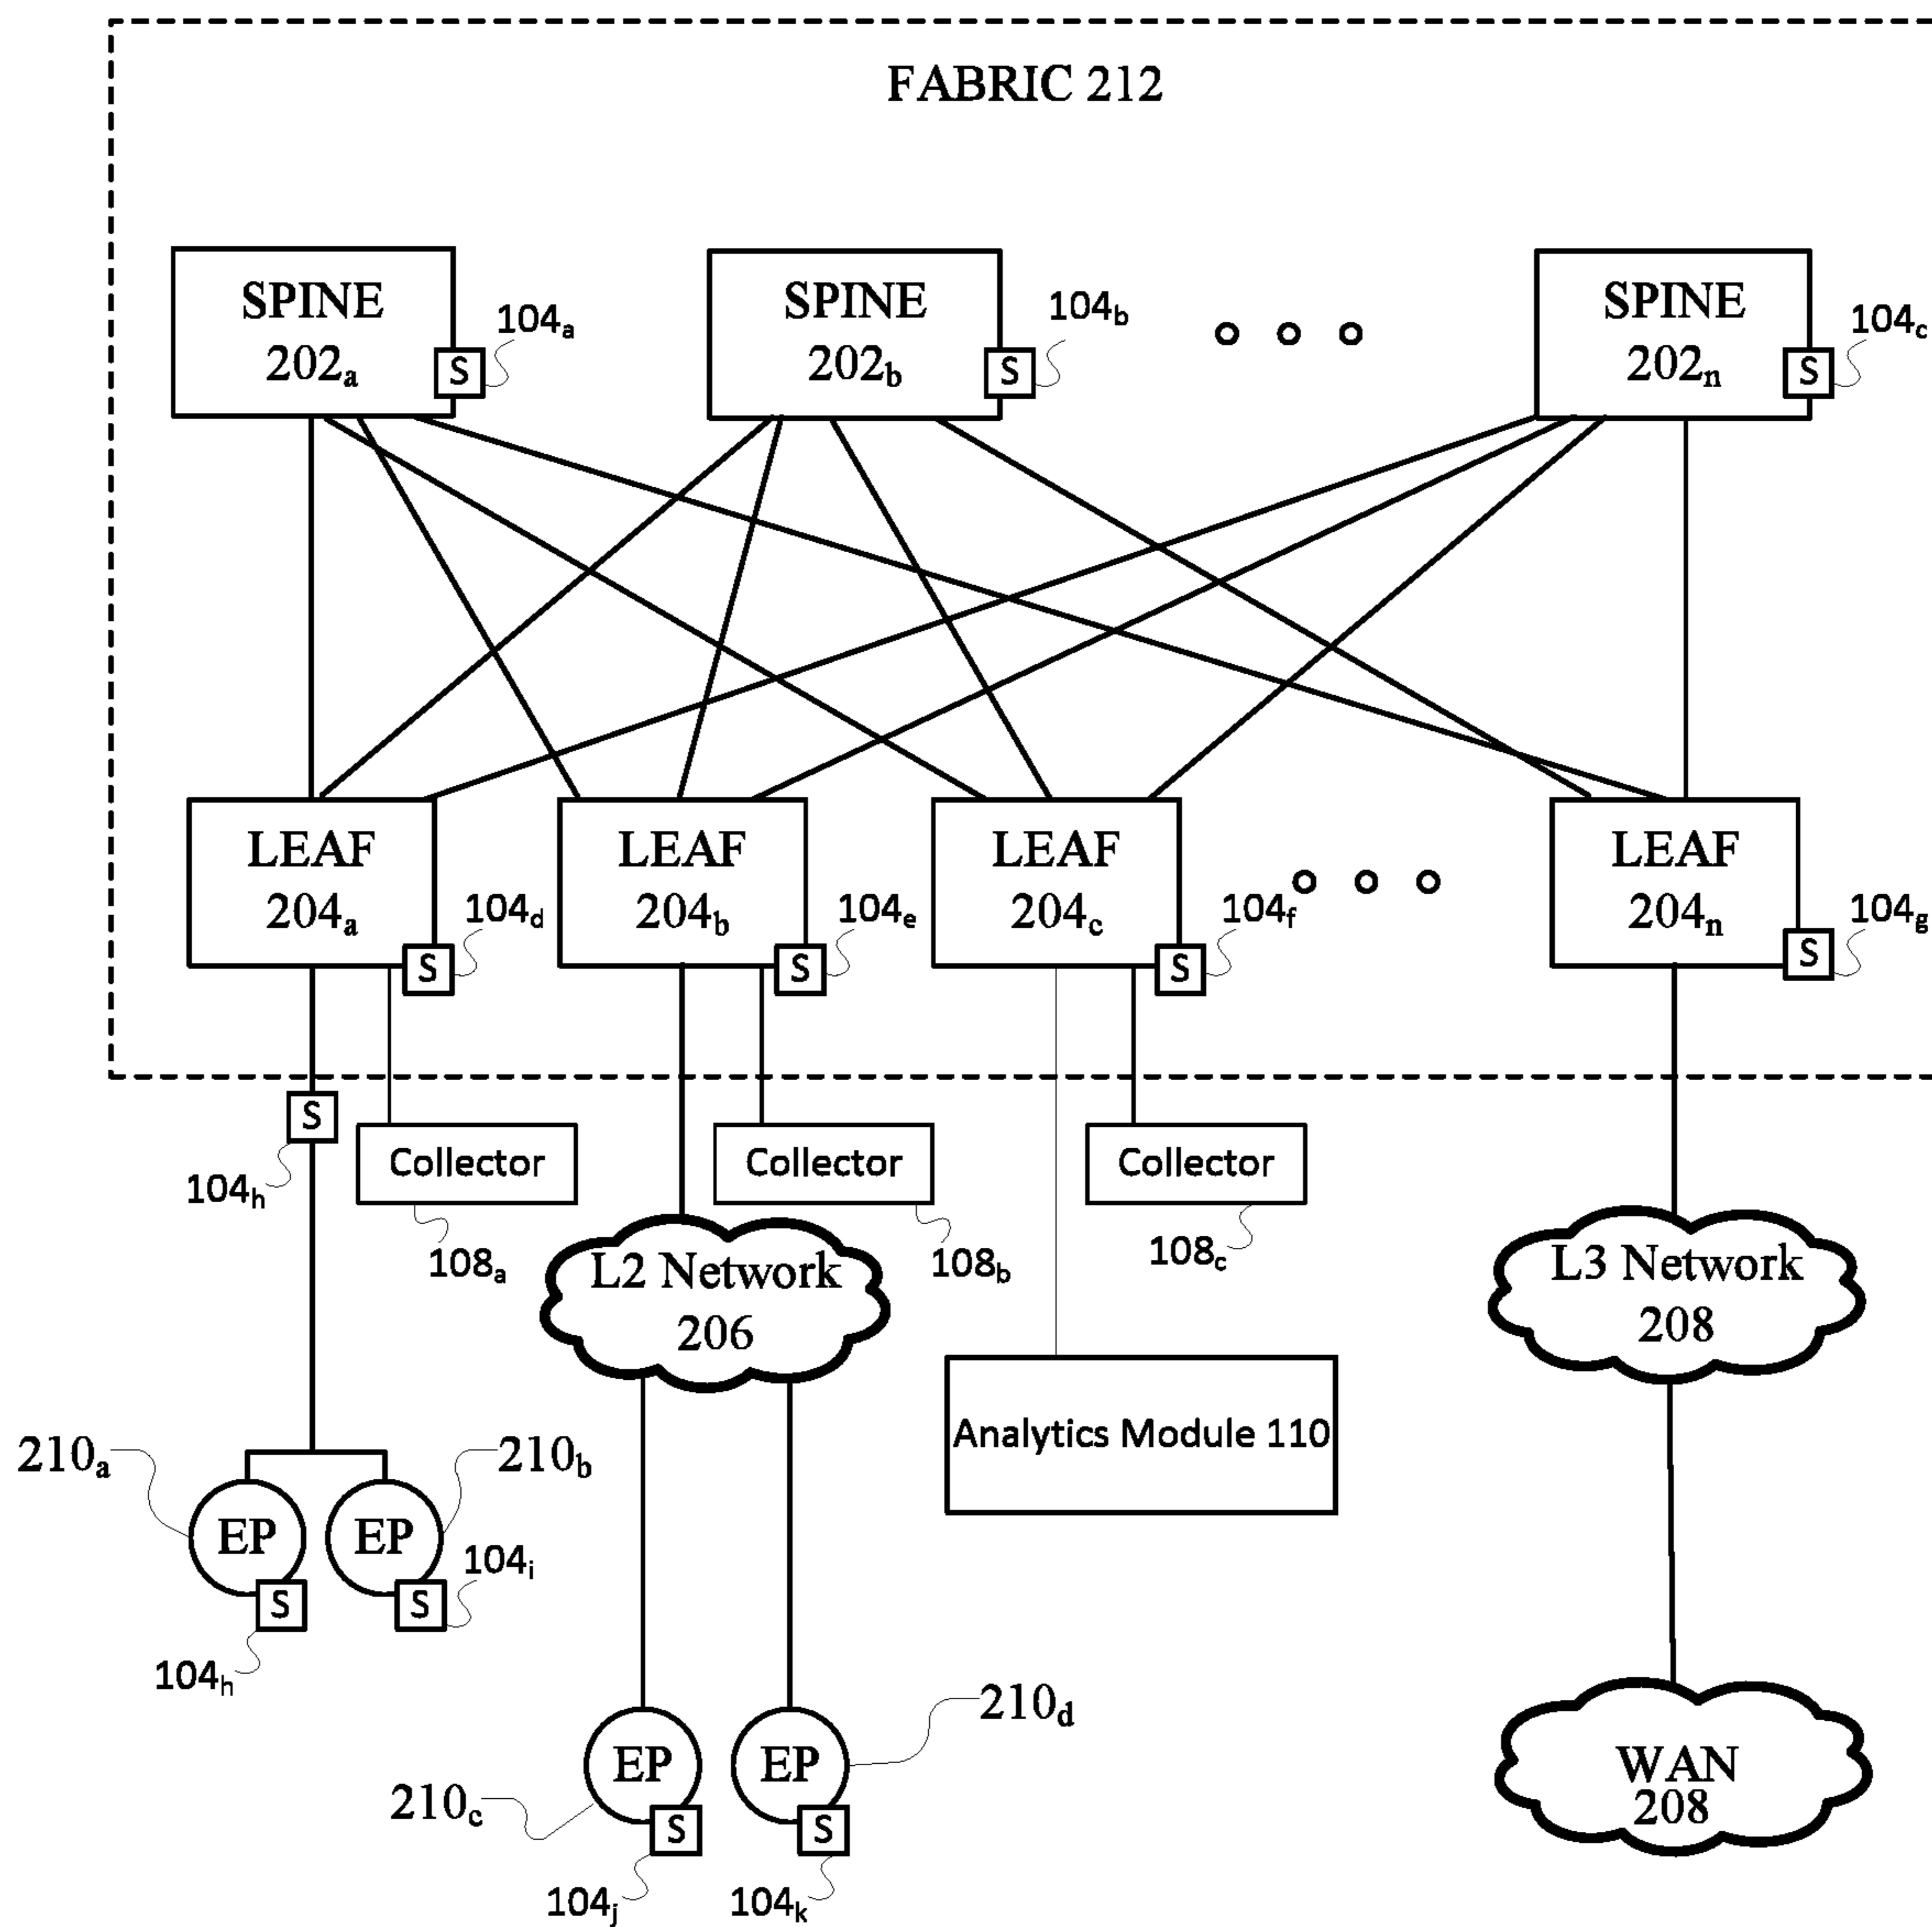 FABRIC 212
SPINE
202a
S
104a
SPINE
202b
S
104b
SPINE
202n
S
104c
LEAF
204a
S
104d
LEAF
204b
S
104e
LEAF
204c
S
104f
LEAF
204n
S
104g
S
104h
Collector
108a
Collector
108b
Collector
108c
L2 Network
206
L3 Network
208
Analytics Module 110
210a
EP
S
104h
210b
EP
S
104i
210c
EP
S
104j
210d
EP
S
104k
WAN
208